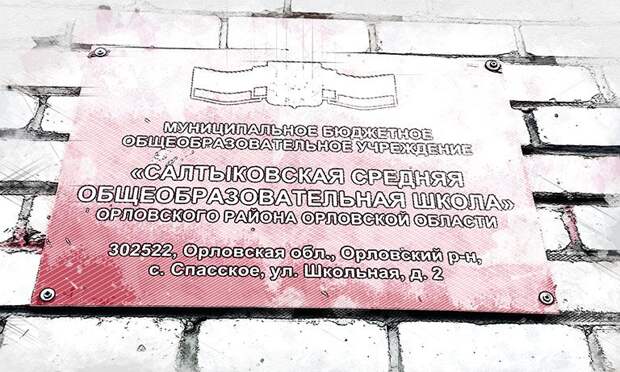 МУНИЦИПАЛЬНОЕ БЮДЖЕТНОЕ
ОБЩЕОБРАЗОВАТЕЛЬНОЕ УЧРЕЖДЕНИЕ
«САЛТЫКОВСКАЯ СРЕДНЯЯ
ОБЩЕОБРАЗОВАТЕЛЬНАЯ ШКОЛА»
ОРЛОВСКОГО РАЙОНА ОРЛОВСКОЙ ОБЛАСТИ
302522, Орловская обл., Орловский р-н,
с. Спасское, ул. Школьная, д. 2